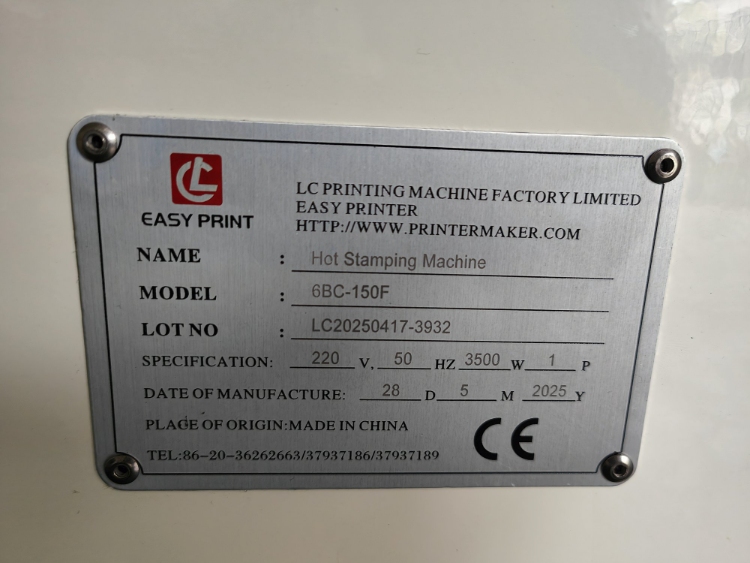 LC
EASY PRINT
LC PRINTING MACHINE FACTORY LIMITED
EASY PRINTER
HTTP://WWW.PRINTERMAKER.COM
NAME : Hot Stamping Machine
MODEL : 6BC-150F
LOT NO : LC20250417-3932
SPECIFICATION: 220 V, 50 HZ 3500 W 1 P
DATE OF MANUFACTURE: 28 D 5 M 2025 Y
PLAGE OF ORIGIN:MADE IN CHINA
TEL:86-20-36262663/37937186/37937189
CE